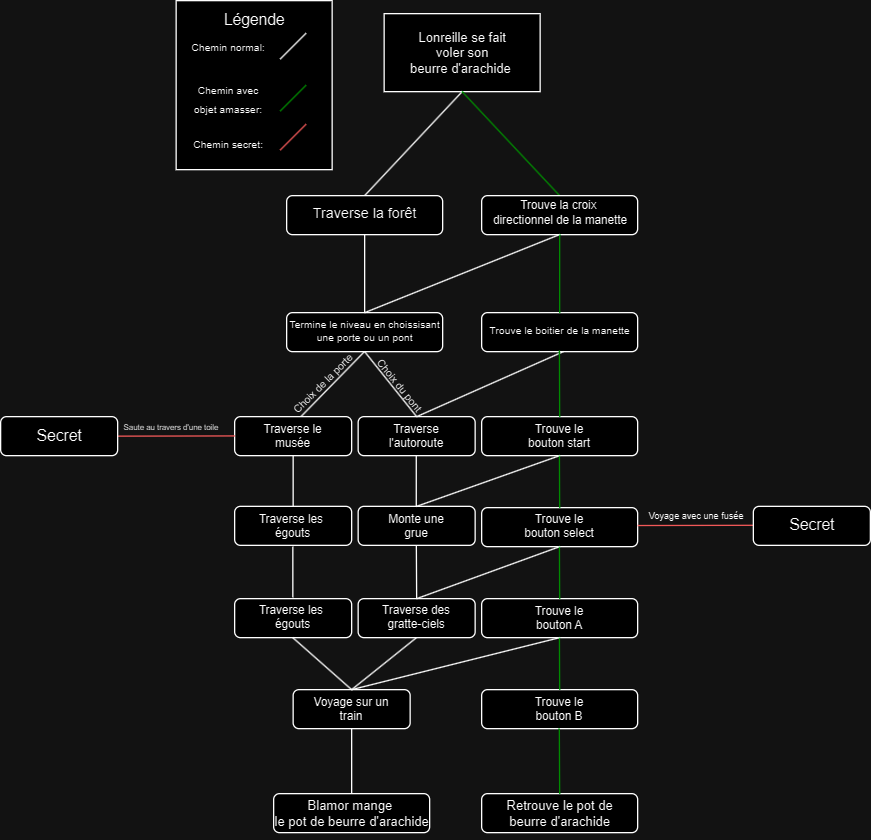 Légende
Chemin normal:
Chemin avec
objet amasser:
Chemin secret:
Lonreille se fait
voler son
beurre d'arachide
Traverse la forêt
Trouve la croix
directionnel de la manette
Termine le niveau en choissisant
une porte ou un pont
Trouve le boitier de la manette
Choix de la porte
Choix du pont
Secret
Saute au travers d'une toile
Traverse le
musée
Traverse
l'autoroute
Trouve le
bouton start
Traverse les
égouts
Monte une
grue
Trouve le
bouton select
Voyage avec une fusée
Secret
Traverse les
égouts
Traverse des
gratte-ciels
Trouve le
bouton A
Voyage sur un
train
Trouve le
bouton B
Blamor mange
le pot de beurre d'arachide
Retrouve le pot de
beurre d'arachide